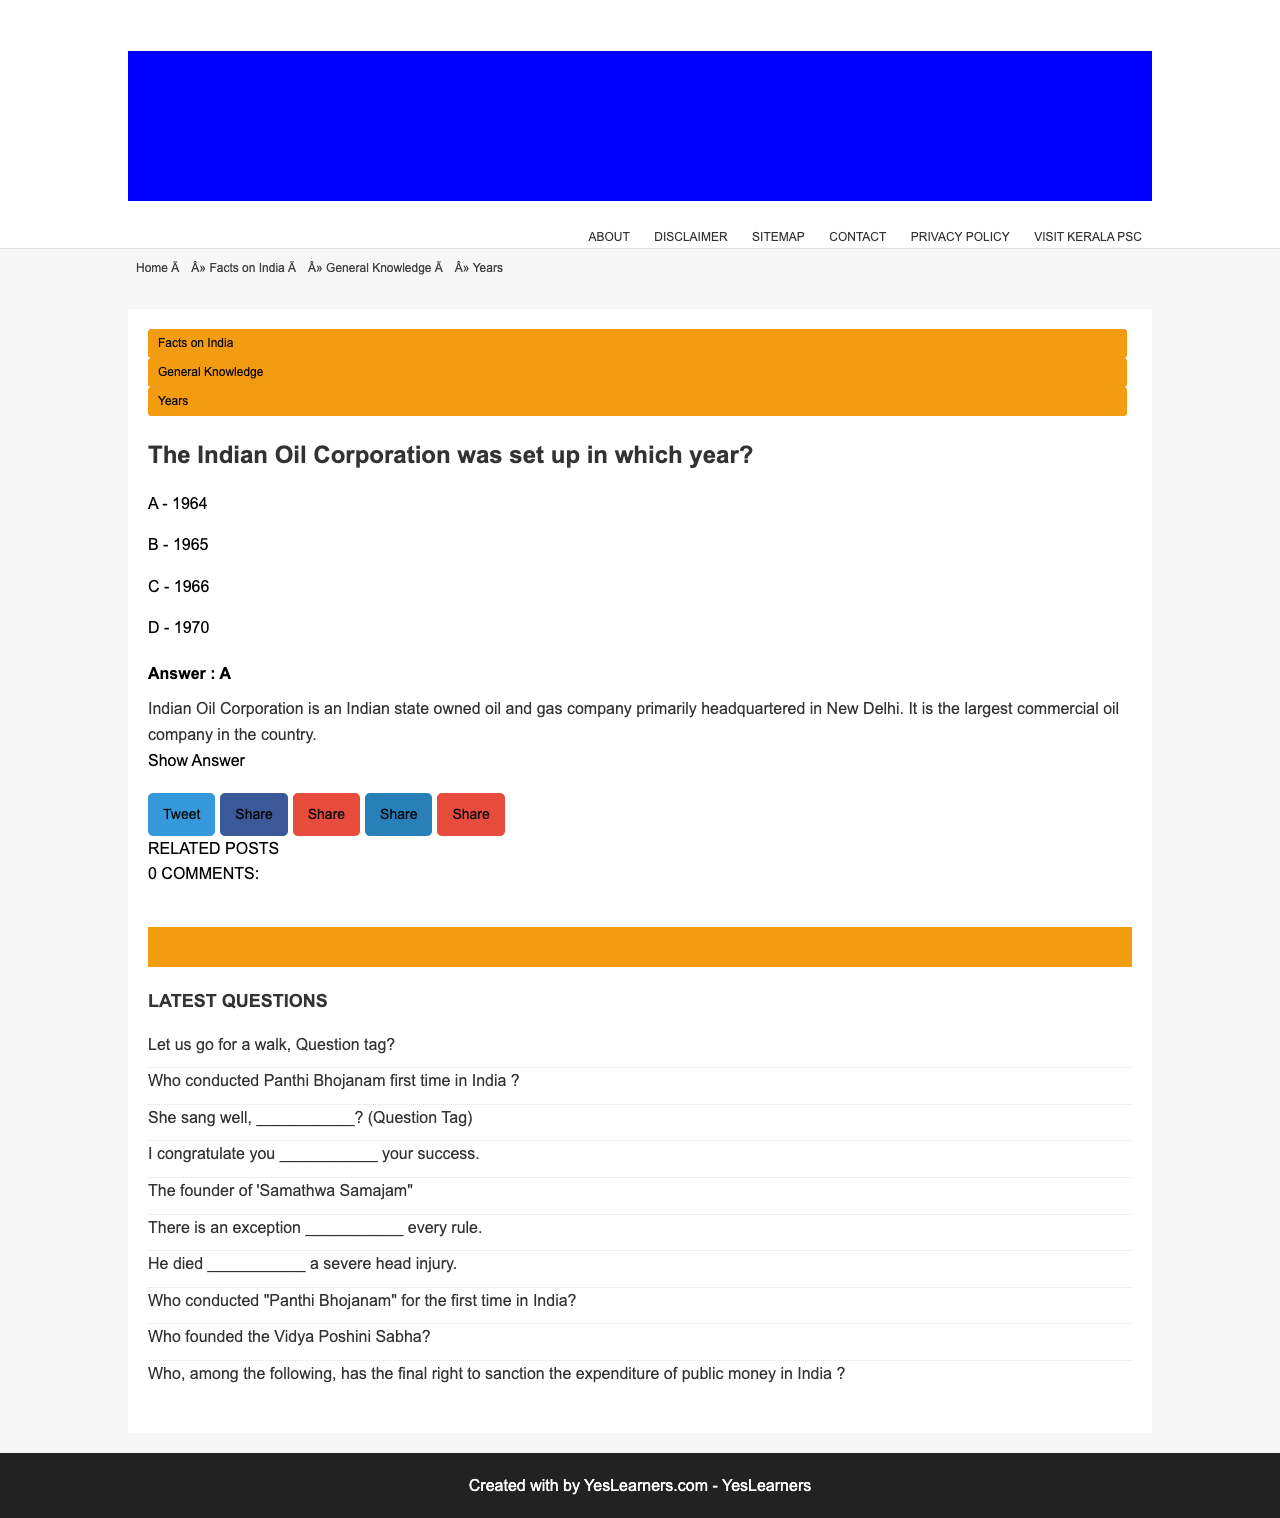 ABOUT DISCLAIMER SITEMAP CONTACT PRIVACY POLICY VISIT KERALA PSC
Home Ã Â» Facts on India Ã Â» General Knowledge Ã Â» Years
Facts on India
General Knowledge
Years
The Indian Oil Corporation was set up in which year?
A - 1964
B - 1965
C - 1966
D - 1970
Answer : A
Indian Oil Corporation is an Indian state owned oil and gas company primarily headquartered in New Delhi. It is the largest commercial oil
company in the country.
Show Answer
Tweet Share Share Share Share
RELATED POSTS
0 COMMENTS:
LATEST QUESTIONS
Let us go for a walk, Question tag?
Who conducted Panthi Bhojanam first time in India ?
She sang well, ___________? (Question Tag)
I congratulate you ___________ your success.
The founder of 'Samathwa Samajam"
There is an exception ___________ every rule.
He died ___________ a severe head injury.
Who conducted "Panthi Bhojanam" for the first time in India?
Who founded the Vidya Poshini Sabha?
Who, among the following, has the final right to sanction the expenditure of public money in India ?
Created with by YesLearners.com - YesLearners